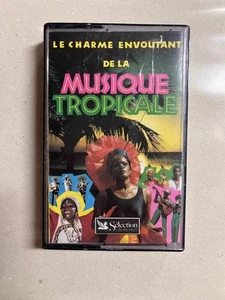 LE CHARME ENVOUTANT
DE LA
MUSIQUE
TROPICALE
Sélection